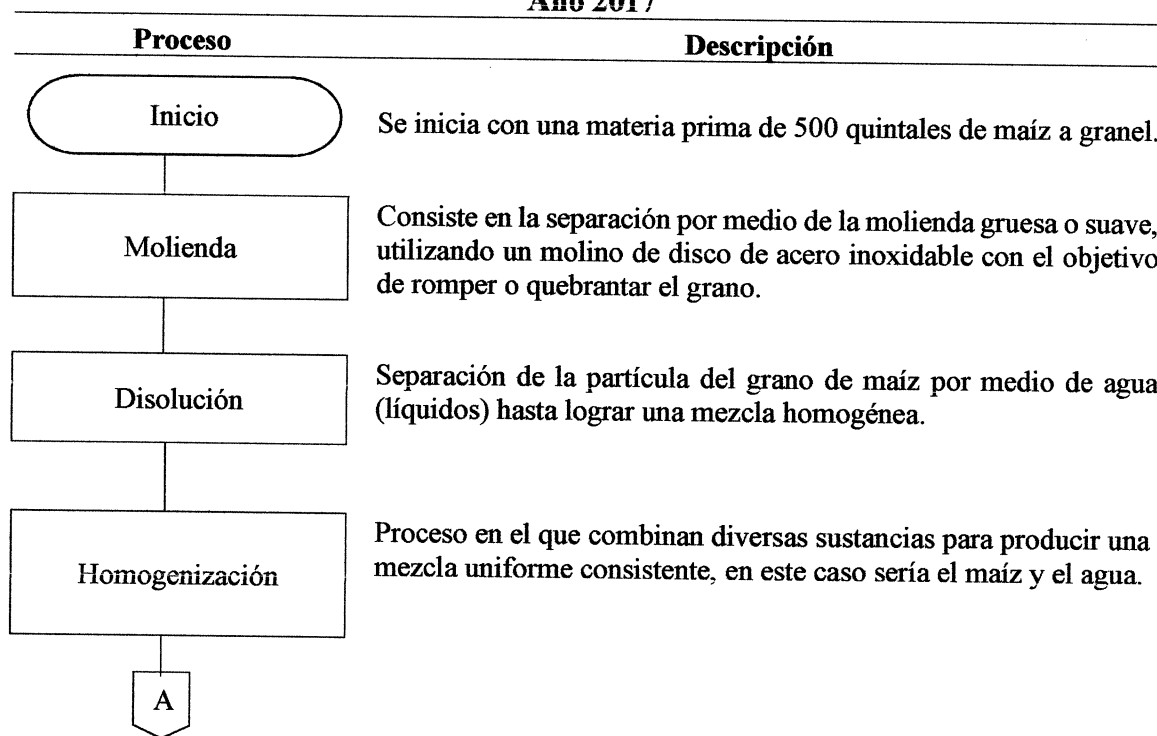 Año 2017
Proceso Descripción
Inicio
Se inicia con una materia prima de 500 quintales de maíz a granel.
Molienda
Consiste en la separación por medio de la molienda gruesa o suave,
utilizando un molino de disco de acero inoxidable con el objetivo
de romper o quebrantar el grano.
Disolución
Separación de la partícula del grano de maíz por medio de agua
(líquidos) hasta lograr una mezcla homogénea.
Homogenización
Proceso en el que combinan diversas sustancias para producir una
mezcla uniforme consistente, en este caso sería el maíz y el agua.
A